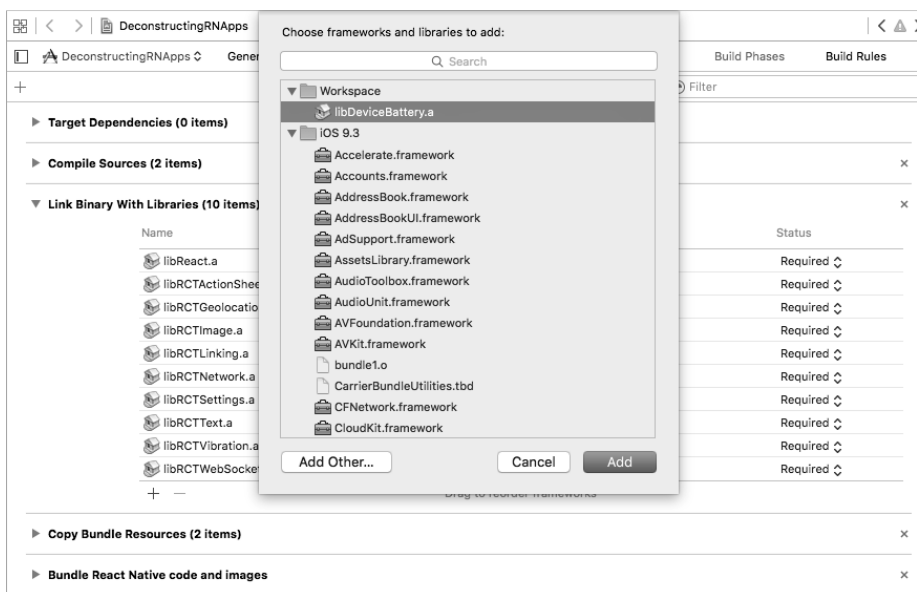 DeconstructingRNApps
DeconstructingRNApps
Build Phases
Build Rules
Filter
Target Dependencies (0 items)
Compile Sources (2 items)
Link Binary With Libraries (10 items)
Name
Status
libReact.a
Required
Required
Required
libRCTImage.a
Required
libRCTLinking.a
Required
libRCTNetwork.a
Required
libRCTSettings.a
Required
libRCTText.a
Required
libRCTVibration.a
Required
Required
Copy Bundle Resources (2 items)
Bundle React Native code and images
Choose frameworks and libraries to add:
Search
Workspace
libDeviceBattery.a
iOS 9.3
Accelerate.framework
Accounts.framework
AddressBook.framework
AddressBookUI.framework
AdSupport.framework
AssetsLibrary.framework
AudioToolbox.framework
AudioUnit.framework
AVFoundation.framework
AVKit.framework
bundle1.o
CarrierBundleUtilities.tbd
CFNetwork.framework
CloudKit.framework
Add Other...
Cancel
Add